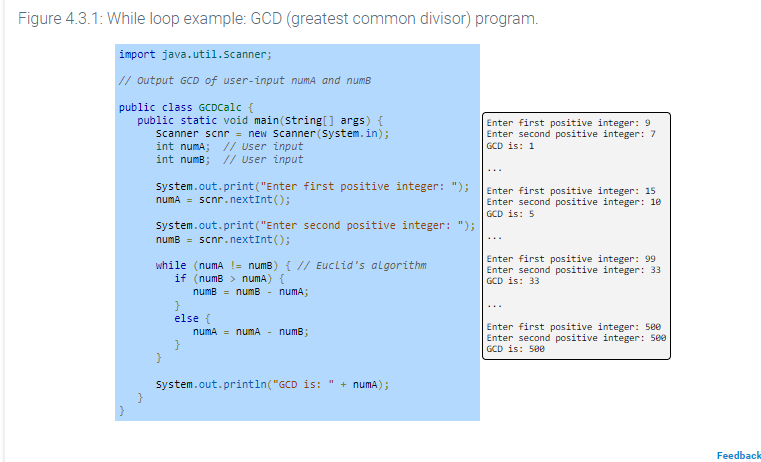 Figure 4.3.1: While loop example: GCD (greatest common divisor) program.
import java.util.Scanner;
// Output GCD of user-input numA and numB
public class GCDCalc {
public static void main(String[] args) {
Scanner scnr = new Scanner(System.in);
int numA; // User input
int numB; // User input
System.out.print("Enter first positive integer: ");
numA = scnr.nextInt();
System.out.print("Enter second positive integer: ");
numB = scnr.nextInt();
while (numA != numB) { // Euclid's algorithm
if (numB > numA) {
numB = numB - numA;
}
else {
numA = numA - numB;
}
}
System.out.println("GCD is: " + numA);
}
}
Enter first positive integer: 9
Enter second positive integer: 7
GCD is: 1
...
Enter first positive integer: 15
Enter second positive integer: 10
GCD is: 5
...
Enter first positive integer: 99
Enter second positive integer: 33
GCD is: 33
...
Enter first positive integer: 500
Enter second positive integer: 500
GCD is: 500
Feedback